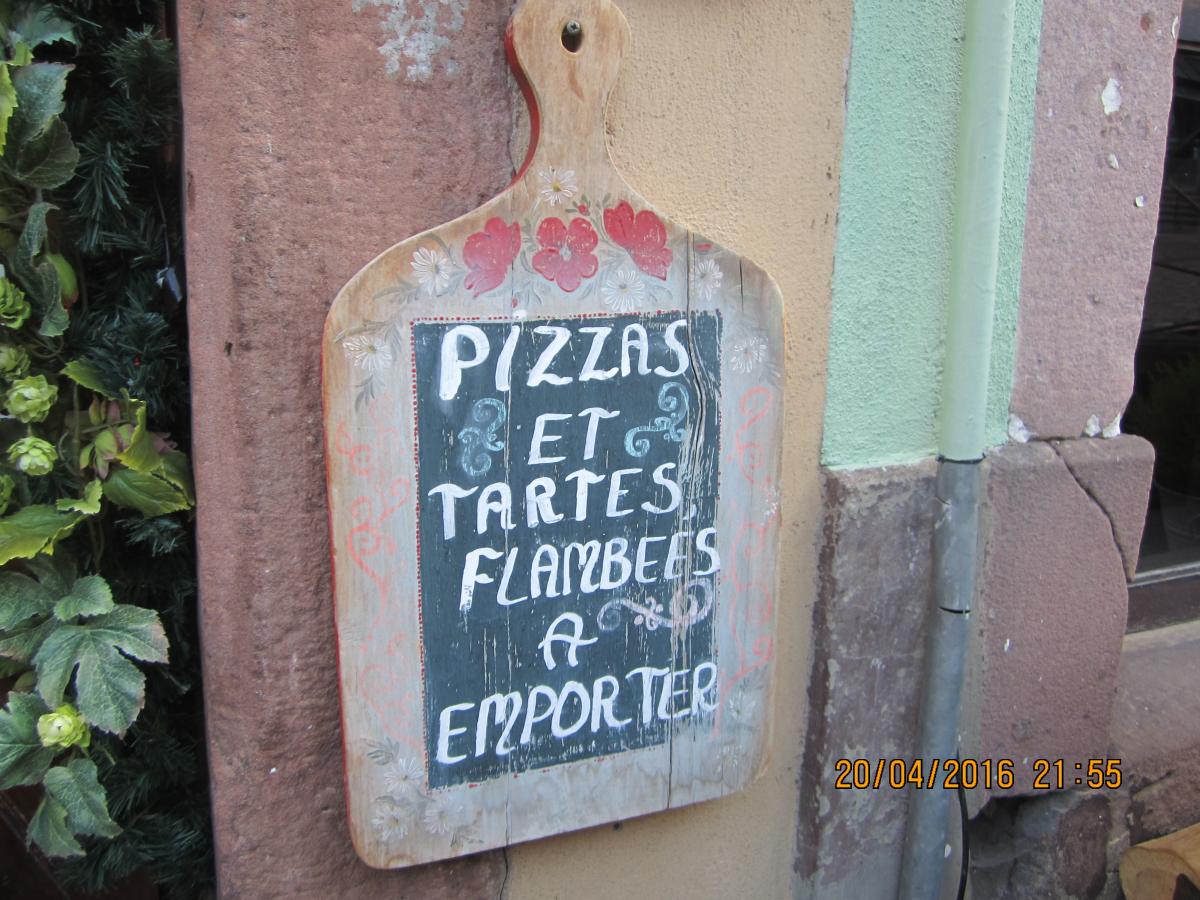 PIZZAS
ET
TARTES
FLAMBEES
A
EMPORTER
20/04/2016 21:55